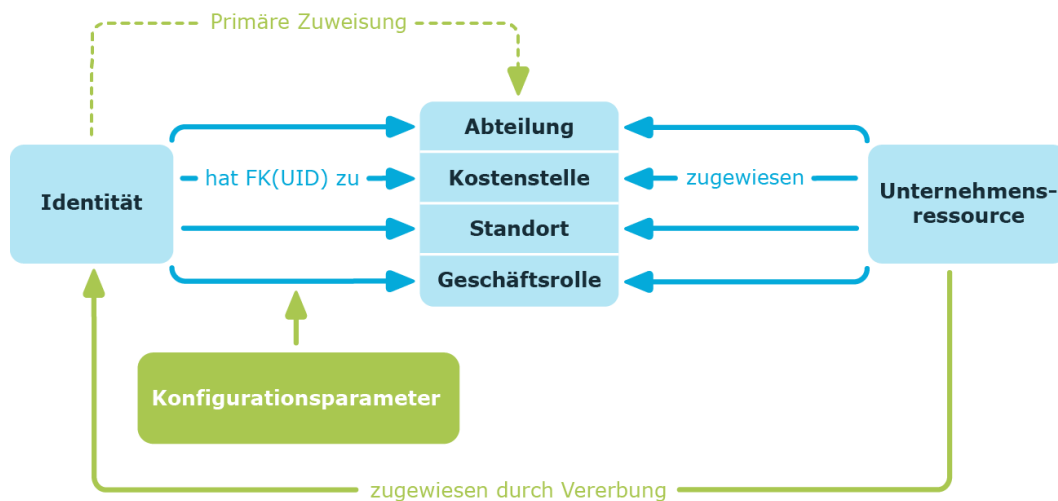 Primäre Zuweisung
Identität
hat FK(UID) zu
Abteilung
Kostenstelle
Standort
Geschäftsrolle
zugewiesen
Unternehmens-
ressource
Konfigurationsparameter
zugewiesen durch Vererbung